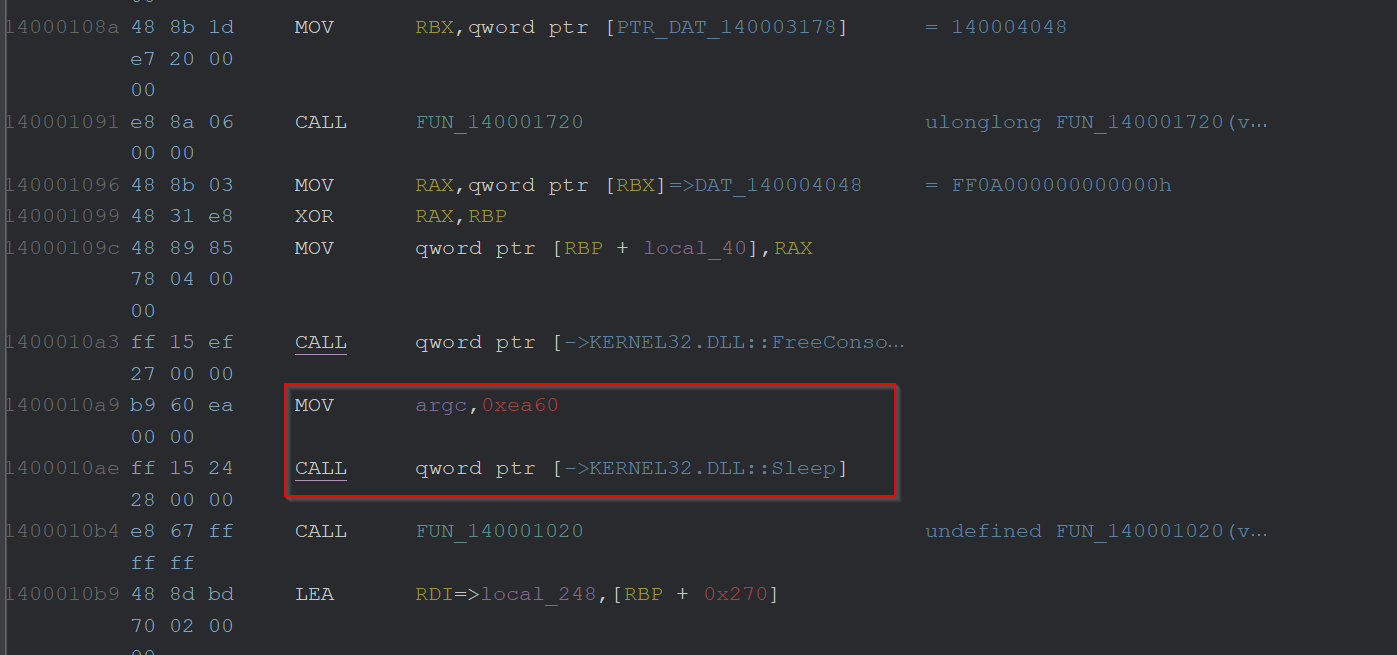 00
14000108a 48 8b 1d MOV RBX,qword ptr [PTR_DAT_140003178] = 140004048
e7 20 00
00
140001091 e8 8a 06 CALL FUN_140001720 ulonglong FUN_140001720(v...
00 00
140001096 48 8b 03 MOV RAX,qword ptr [RBX]=>DAT_140004048 = FF0A000000000000h
140001099 48 31 e8 XOR RAX,RBP
14000109c 48 89 85 MOV qword ptr [RBP + local_40],RAX
78 04 00
00
1400010a3 ff 15 ef CALL qword ptr [->KERNEL32.DLL::FreeConso...
27 00 00
1400010a9 b9 60 ea MOV argc,0xea60
00 00
1400010ae ff 15 24 CALL qword ptr [->KERNEL32.DLL::Sleep]
28 00 00
1400010b4 e8 67 ff CALL FUN_140001020 undefined FUN_140001020(v...
ff ff
1400010b9 48 8d bd LEA RDI=>local_248,[RBP + 0x270]
70 02 00
00